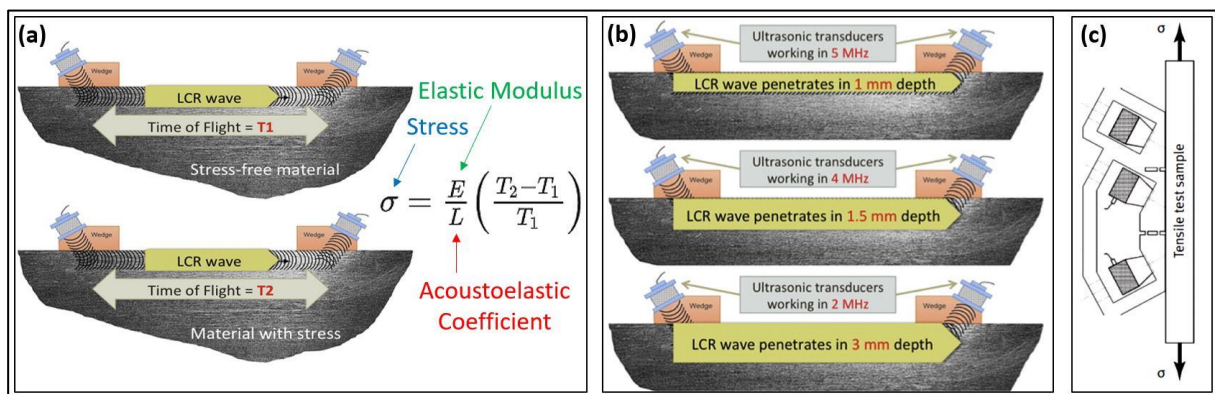 (a)
Wedge
Wedge
LCR wave
Time of Flight = T1
Stress-free material
Wedge
Wedge
LCR wave
Time of Flight = T2
Material with stress
Elastic Modulus
Stress
σ = E/L ( T₂−T₁ / T₁ )
Acoustoelastic
Coefficient
(b)
Ultrasonic transducers
working in 5 MHz
Wedge
Wedge
LCR wave penetrates in 1 mm depth
Ultrasonic transducers
working in 4 MHz
Wedge
Wedge
LCR wave penetrates in 1.5 mm depth
Ultrasonic transducers
working in 2 MHz
Wedge
Wedge
LCR wave penetrates in 3 mm depth
(c)
σ
Tensile test sample
σ